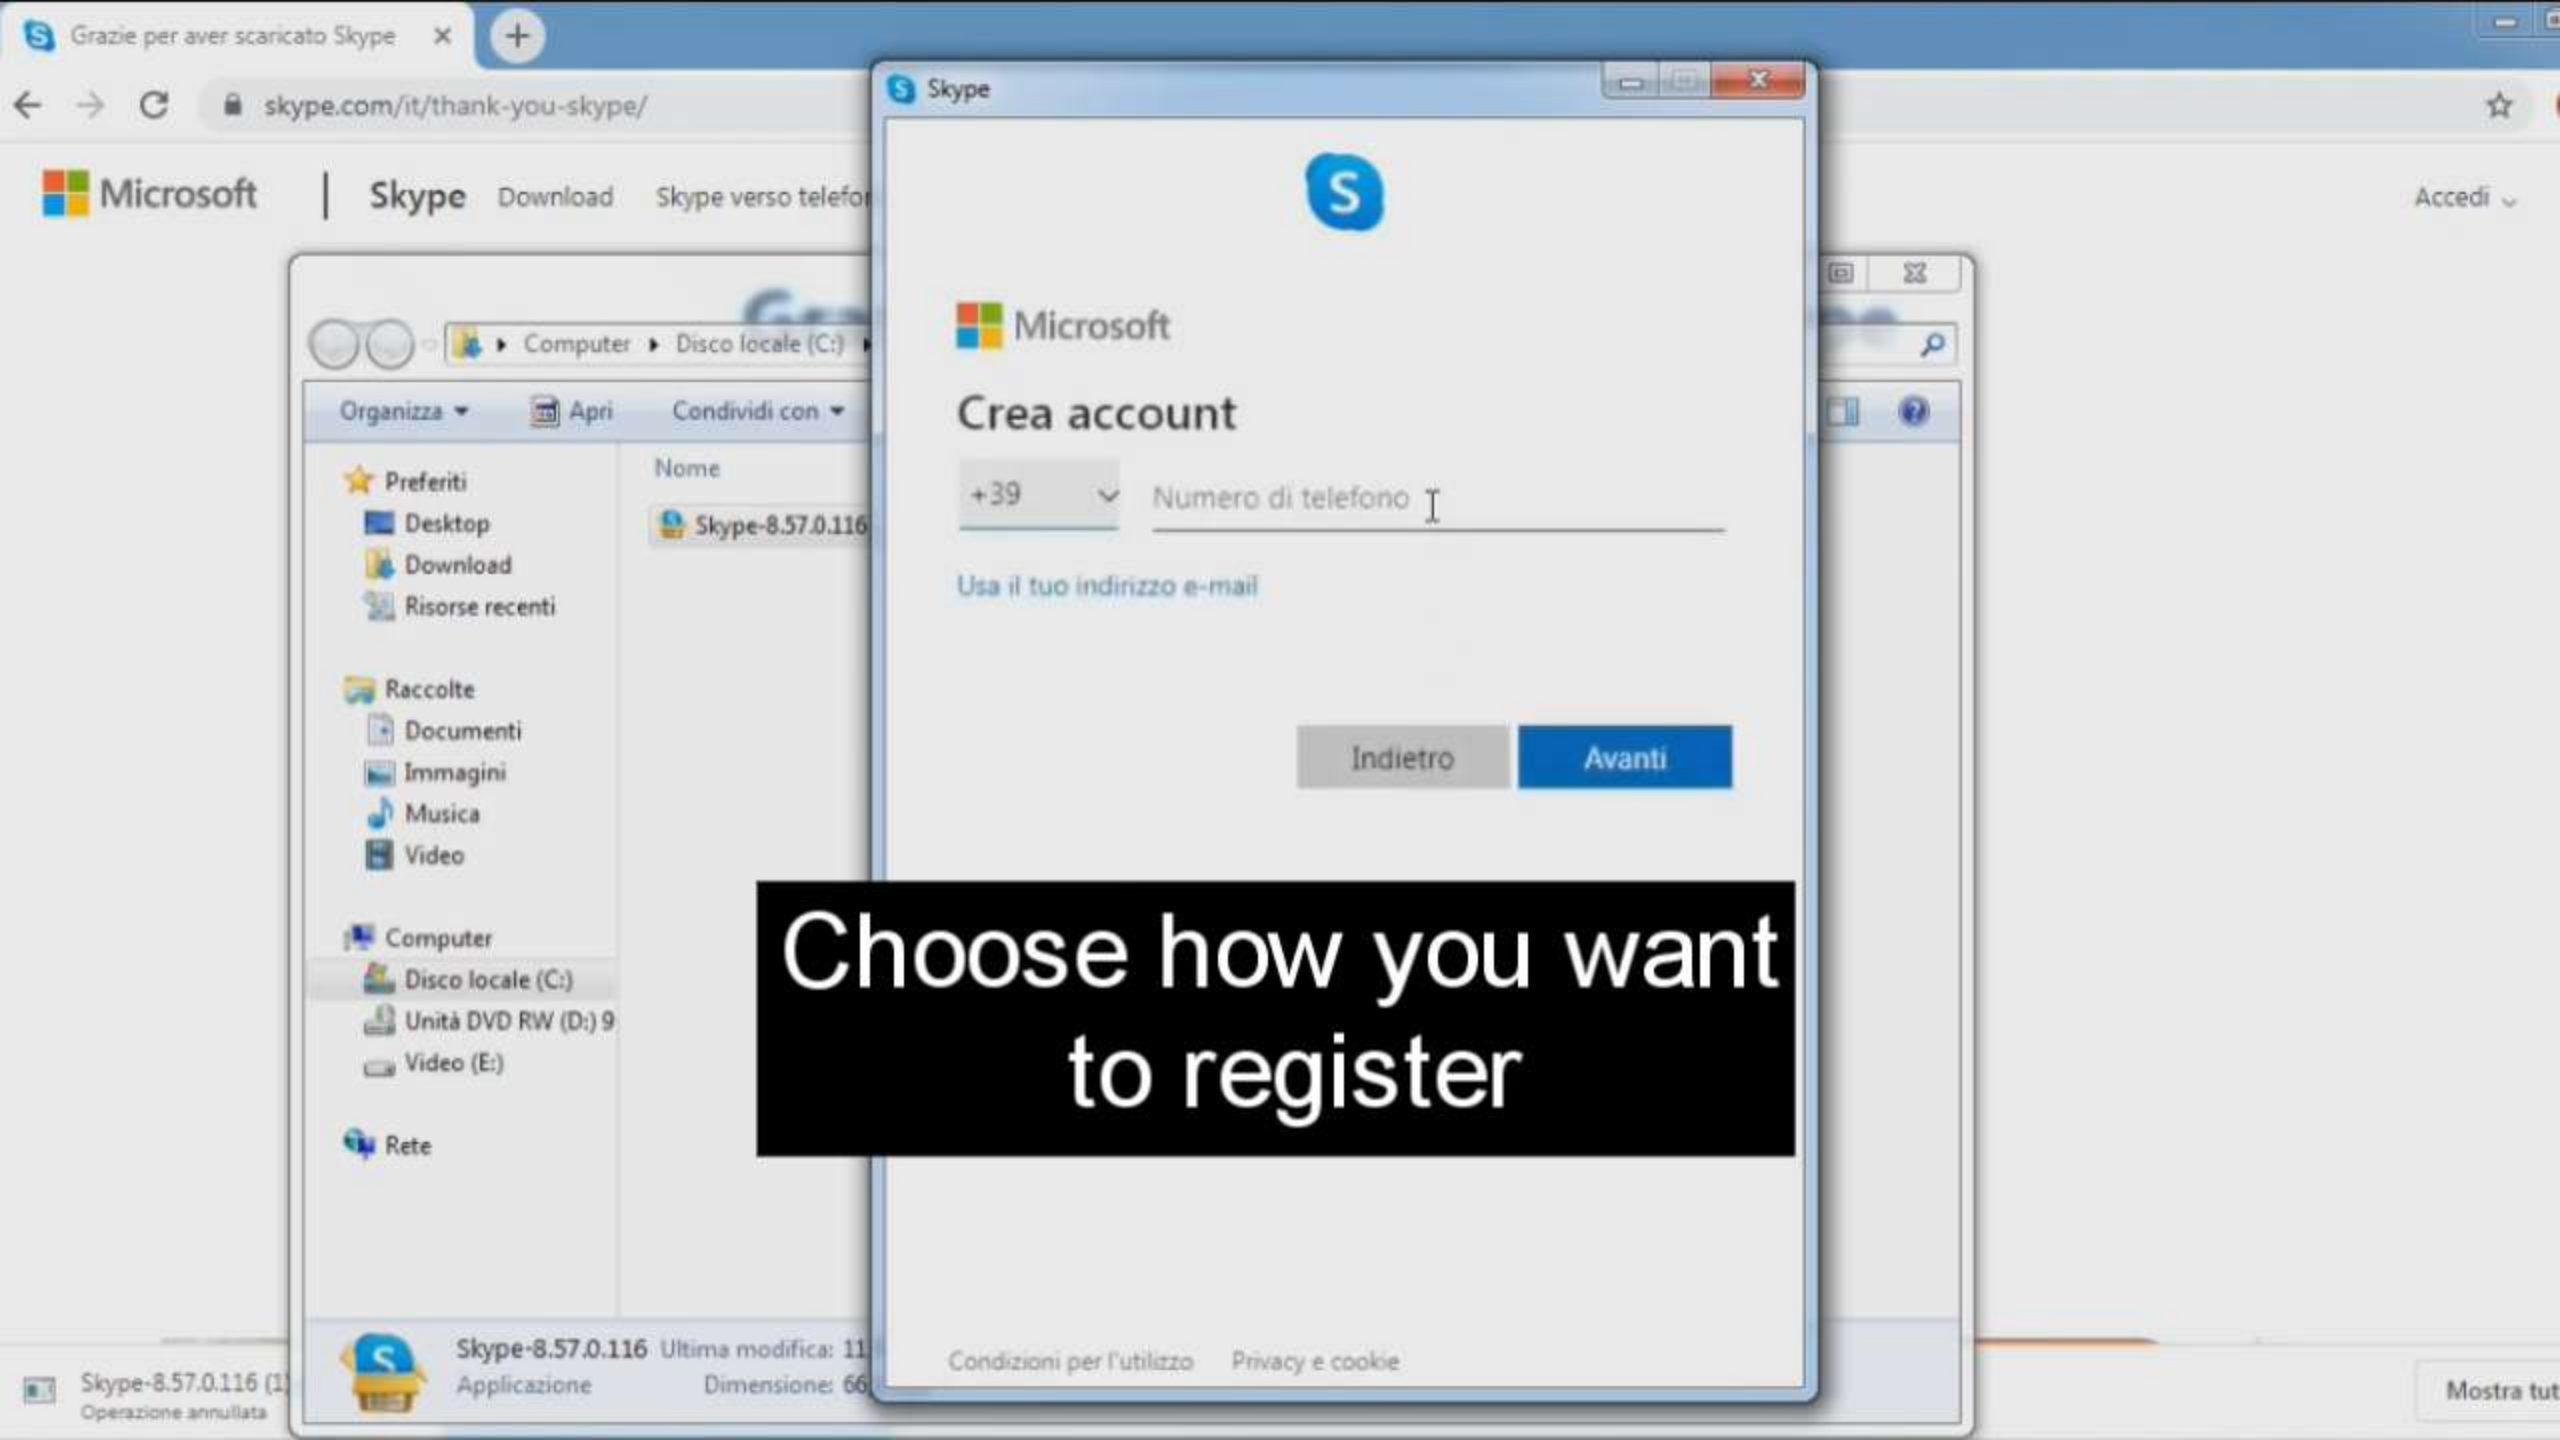 Grazie per aver scaricato Skype
skype.com/it/thank-you-skype/
Microsoft | Skype Download Skype verso
Accedi
Skype
Microsoft
Crea account
+39 Numero di telefono
Usa il tuo indirizzo e-mail
Indietro Avanti
Condizioni per l'utilizzo Privacy e cookie
Computer Disco locale (C:)
Organizza Apri Condividi con
Nome
Skype-8.57.0.116
Preferiti
Desktop
Download
Risorse recenti
Raccolte
Documenti
Immagini
Musica
Video
Computer
Disco locale (C:)
Unità DVD RW (D:) 9
Video (E:)
Rete
Choose how you want
to register
Skype-8.57.0.116 Ultima modifica: 11
Applicazione Dimensione: 66
Skype-8.57.0.116 (1)
Operazione annullata
Mostra